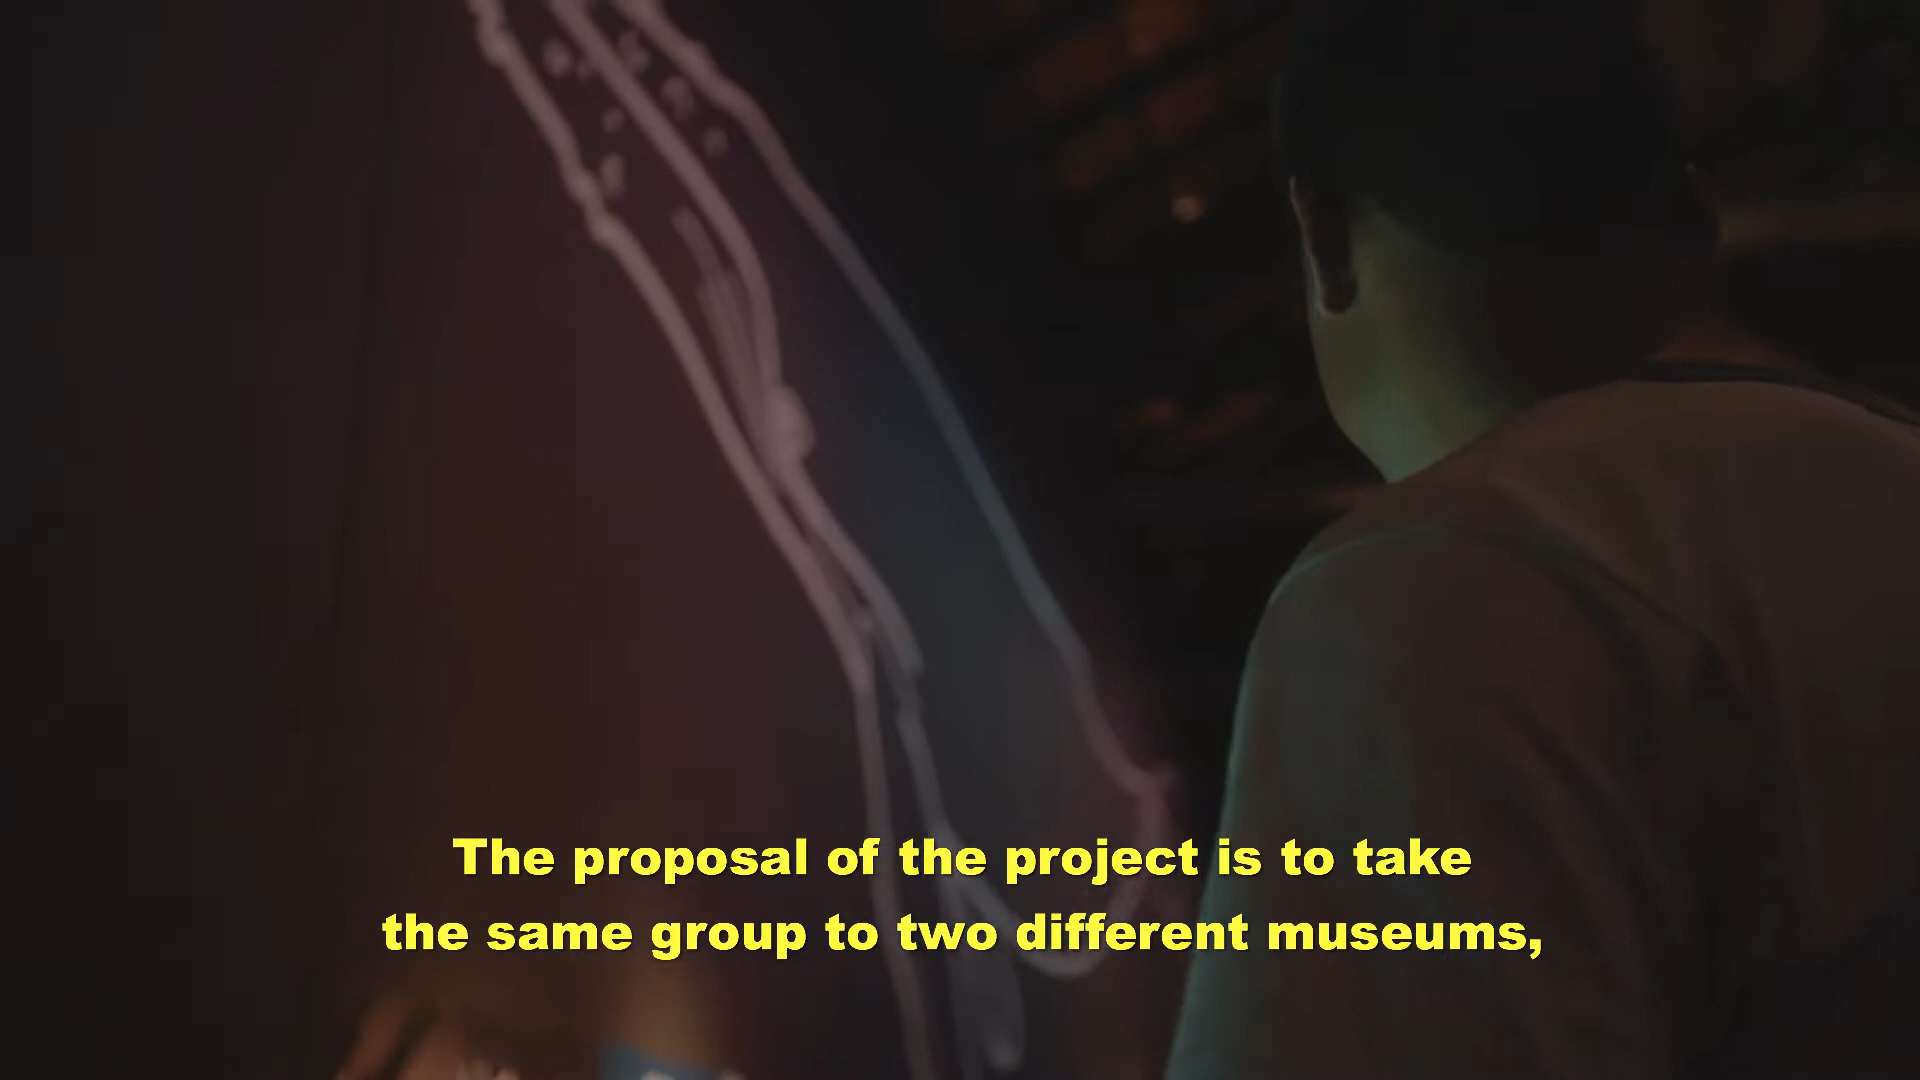 The proposal of the project is to take
the same group to two different museums,